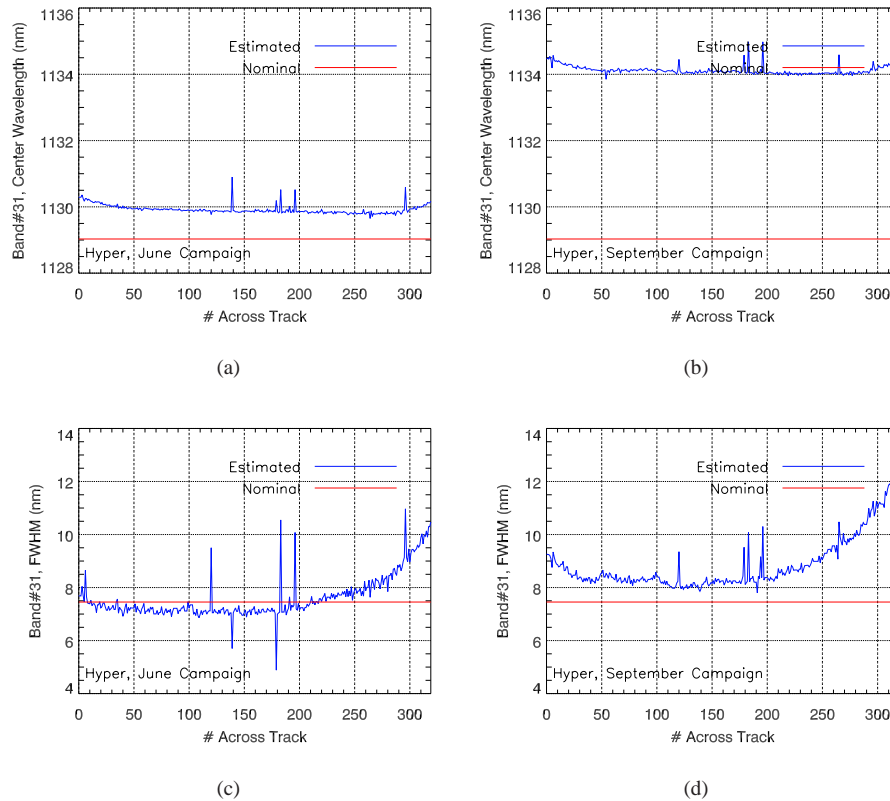 1136
1134
1132
1130
1128
Band#31, Center Wavelength (nm)
Estimated
Nominal
Hyper, June Campaign
0 50 100 150 200 250 300
# Across Track
(a)
1136
1134
1132
1130
1128
Band#31, Center Wavelength (nm)
Estimated
Nominal
Hyper, September Campaign
0 50 100 150 200 250 300
# Across Track
(b)
14
12
10
8
6
4
Band#31, FWHM (nm)
Estimated
Nominal
Hyper, June Campaign
0 50 100 150 200 250 300
# Across Track
(c)
14
12
10
8
6
4
Band#31, FWHM (nm)
Estimated
Nominal
Hyper, September Campaign
0 50 100 150 200 250 300
# Across Track
(d)